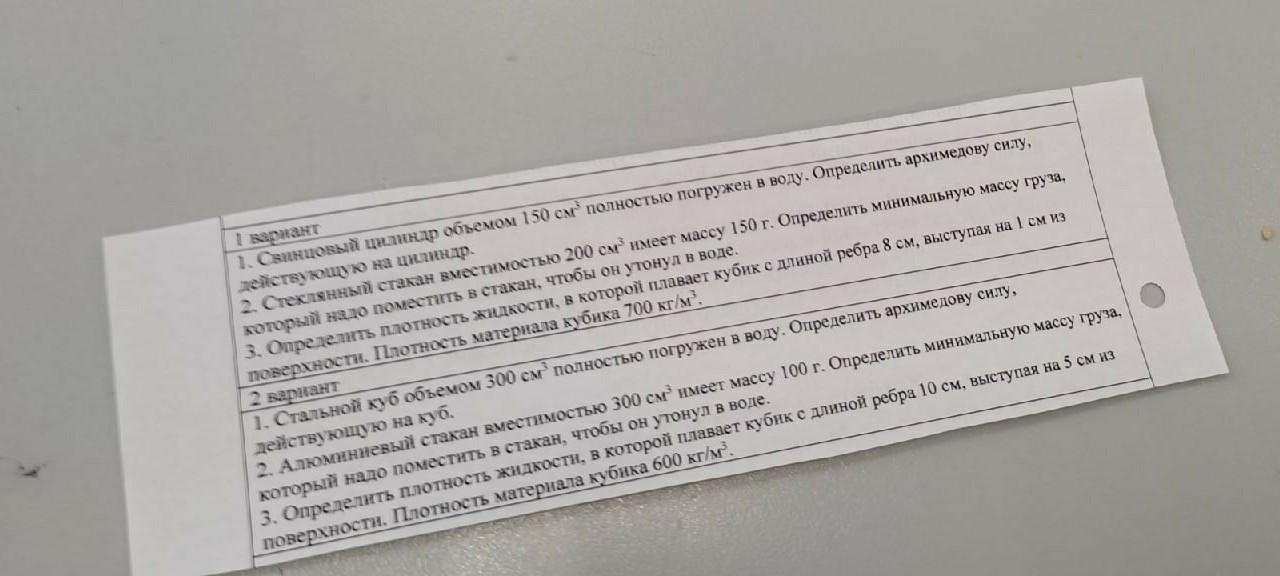 1 вариант
1. Свинцовый цилиндр объемом 150 см³ полностью погружен в воду. Определить архимедову силу,
действующую на цилиндр.
2. Стеклянный стакан вместимостью 200 см³ имеет массу 150 г. Определить минимальную массу груза,
который надо поместить в стакан, чтобы он утонул в воде.
3. Определить плотность жидкости, в которой плавает кубик с длиной ребра 8 см, выступая на 1 см из
поверхности. Плотность материала кубика 700 кг/м³.
2 вариант
1. Стальной куб объемом 300 см³ полностью погружен в воду. Определить архимедову силу,
действующую на куб.
2. Алюминиевый стакан вместимостью 300 см³ имеет массу 100 г. Определить минимальную массу груза,
который надо поместить в стакан, чтобы он утонул в воде.
3. Определить плотность жидкости, в которой плавает кубик с длиной ребра 10 см, выступая на 5 см из
поверхности. Плотность материала кубика 600 кг/м³.